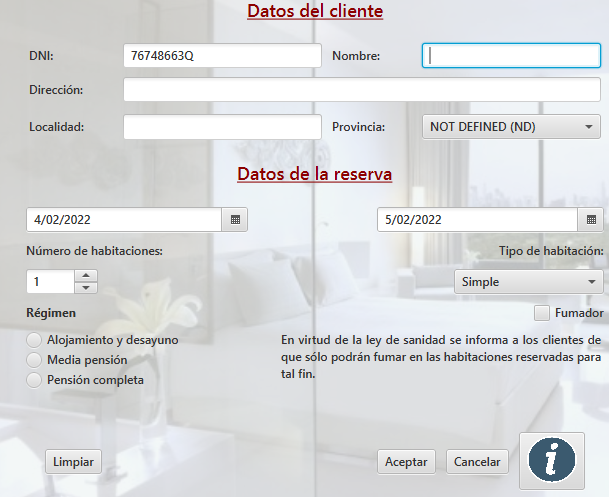 Datos del cliente
DNI: 76748663Q Nombre:
Dirección:
Localidad: Provincia: NOT DEFINED (ND)
Datos de la reserva
4/02/2022 5/02/2022
Número de habitaciones: Tipo de habitación:
1 Simple
Régimen Fumador
Alojamiento y desayuno
Media pensión
Pensión completa
En virtud de la ley de sanidad se informa a los clientes de
que sólo podrán fumar en las habitaciones reservadas para
tal fin.
Limpiar Aceptar Cancelar i